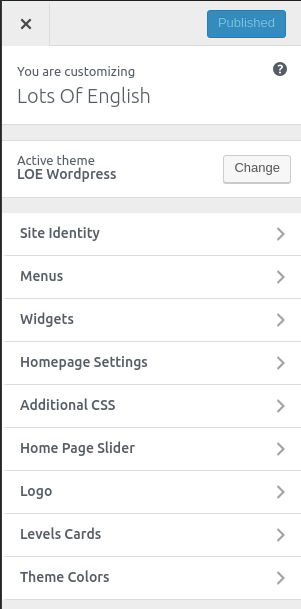 Published
You are customizing
Lots Of English
Active theme
LOE Wordpress
Change
Site Identity
Menus
Widgets
Homepage Settings
Additional CSS
Home Page Slider
Logo
Levels Cards
Theme Colors